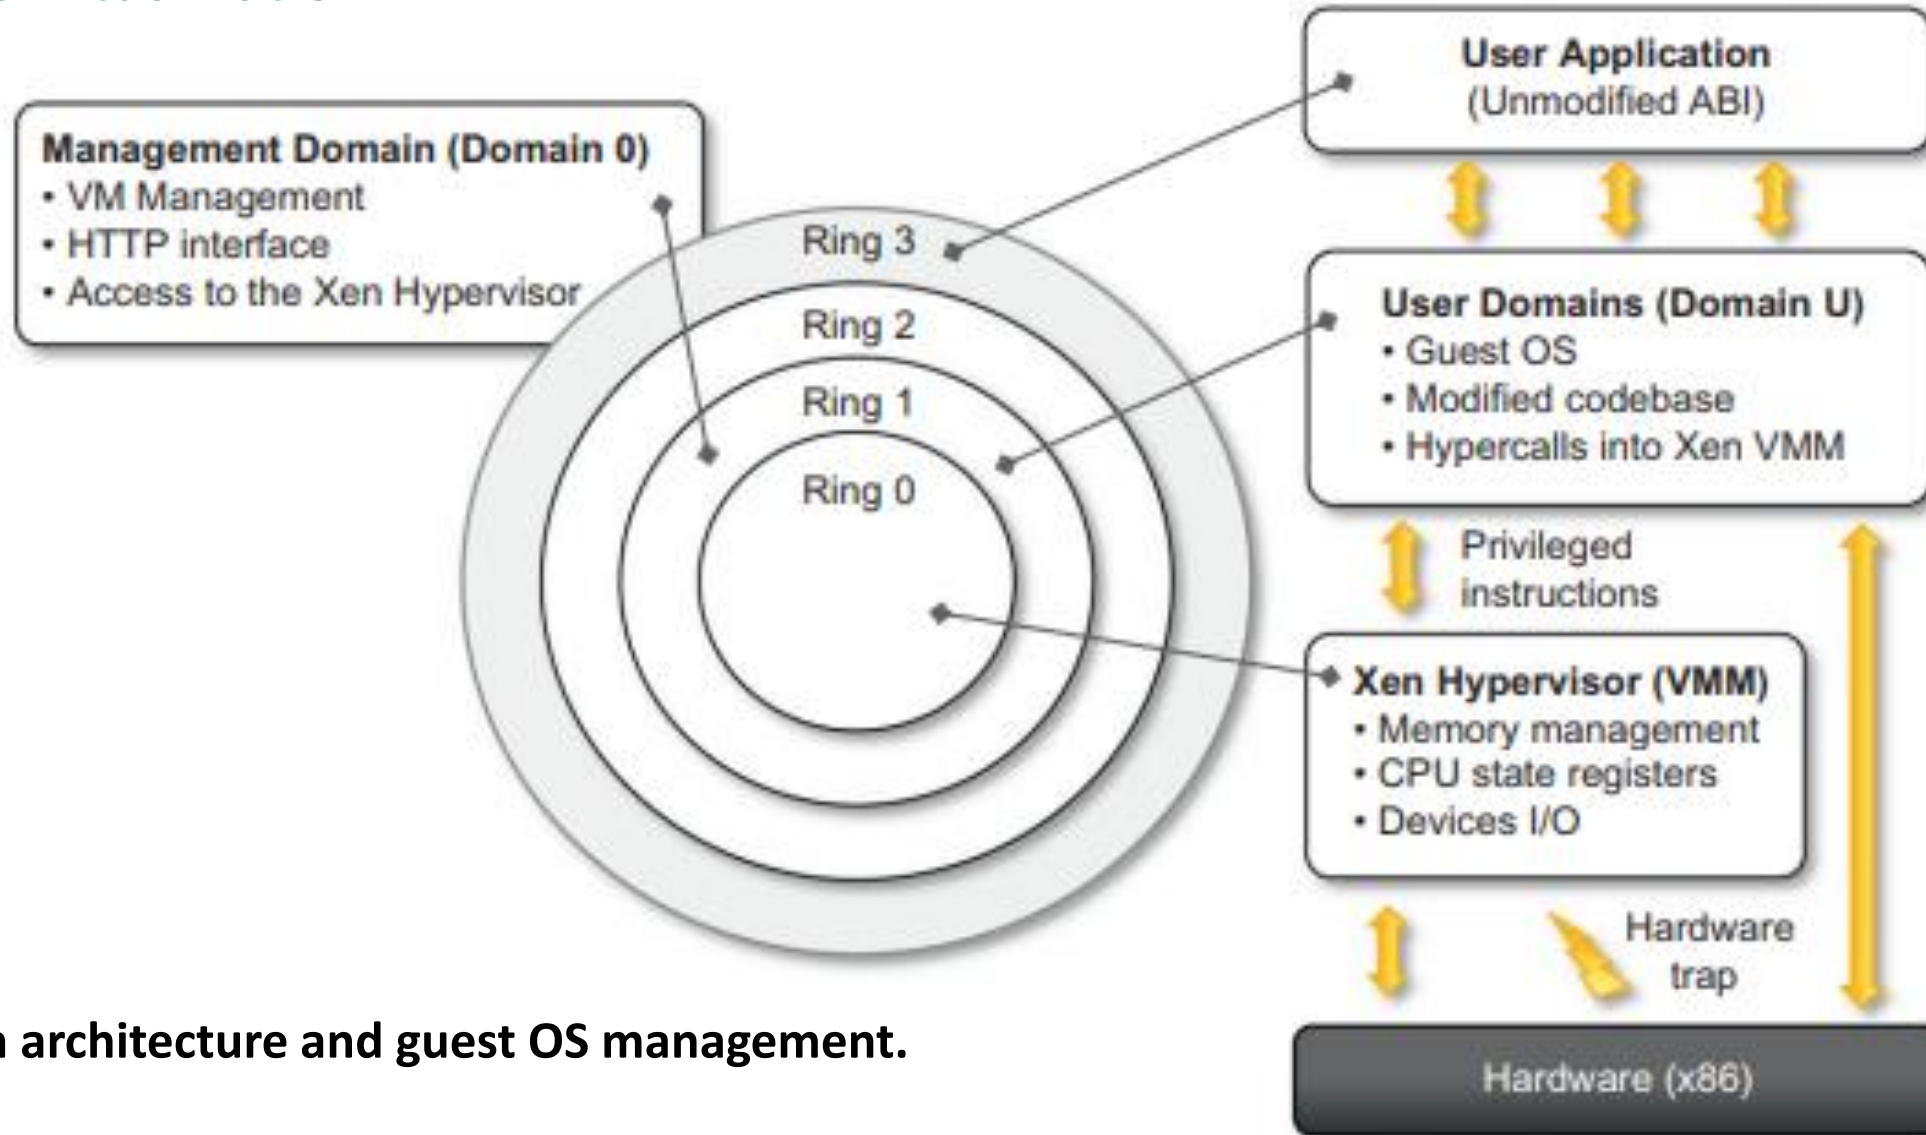 Management Domain (Domain 0)
• VM Management
• HTTP interface
• Access to the Xen Hypervisor
Ring 3
Ring 2
Ring 1
Ring 0
User Application
(Unmodified ABI)
User Domains (Domain U)
• Guest OS
• Modified codebase
• Hypercalls into Xen VMM
Privileged
instructions
Xen Hypervisor (VMM)
• Memory management
• CPU state registers
• Devices I/O
Hardware
trap
Hardware (x86)
architecture and guest OS management.